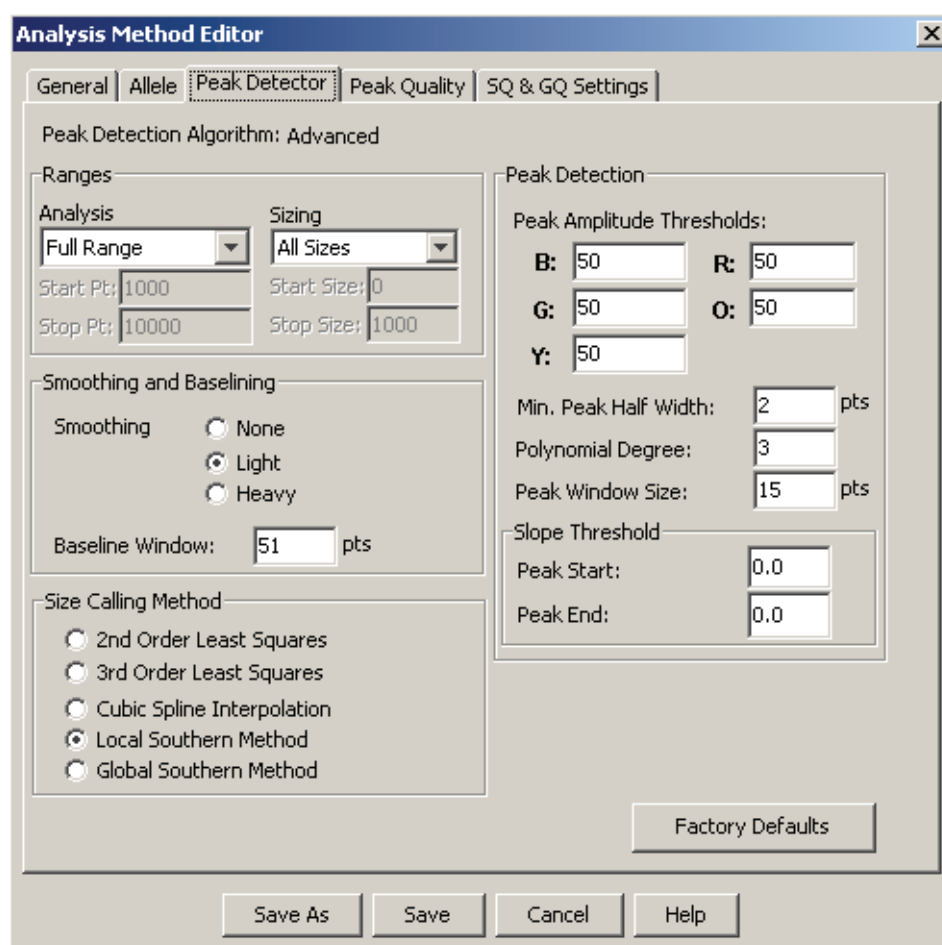 Analysis Method Editor
General Allele Peak Detector Peak Quality SQ & GQ Settings
Peak Detection Algorithm: Advanced
Ranges
Analysis Sizing
Full Range All Sizes
Start Pt: 1000 Start Size: 0
Stop Pt: 10000 Stop Size: 1000
Smoothing and Baselining
Smoothing None
Light
Heavy
Baseline Window: 51 pts
Size Calling Method
2nd Order Least Squares
3rd Order Least Squares
Cubic Spline Interpolation
Local Southern Method
Global Southern Method
Peak Detection
Peak Amplitude Thresholds:
B: 50 R: 50
G: 50 O: 50
Y: 50
Min. Peak Half Width: 2 pts
Polynomial Degree: 3
Peak Window Size: 15 pts
Slope Threshold
Peak Start: 0.0
Peak End: 0.0
Factory Defaults
Save As Save Cancel Help